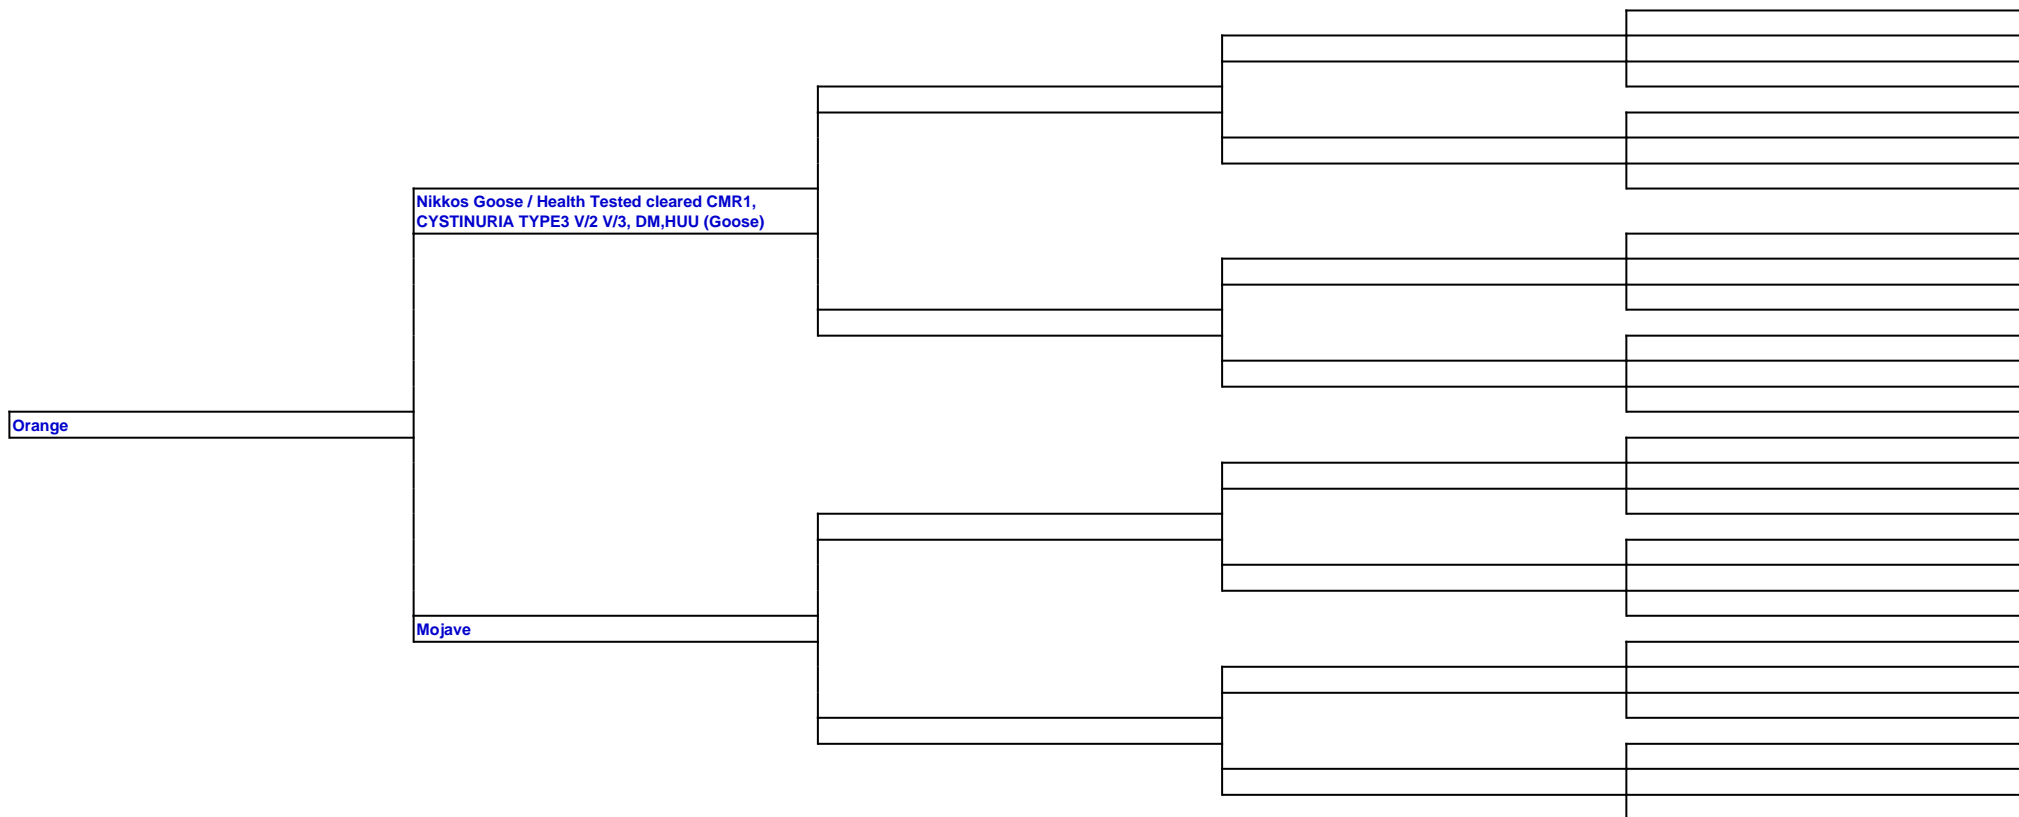 Nikkos Goose / Health Tested cleared CMR1,
CYSTINURIA TYPE3 V/2 V/3, DM,HUU (Goose)
Orange
Mojave